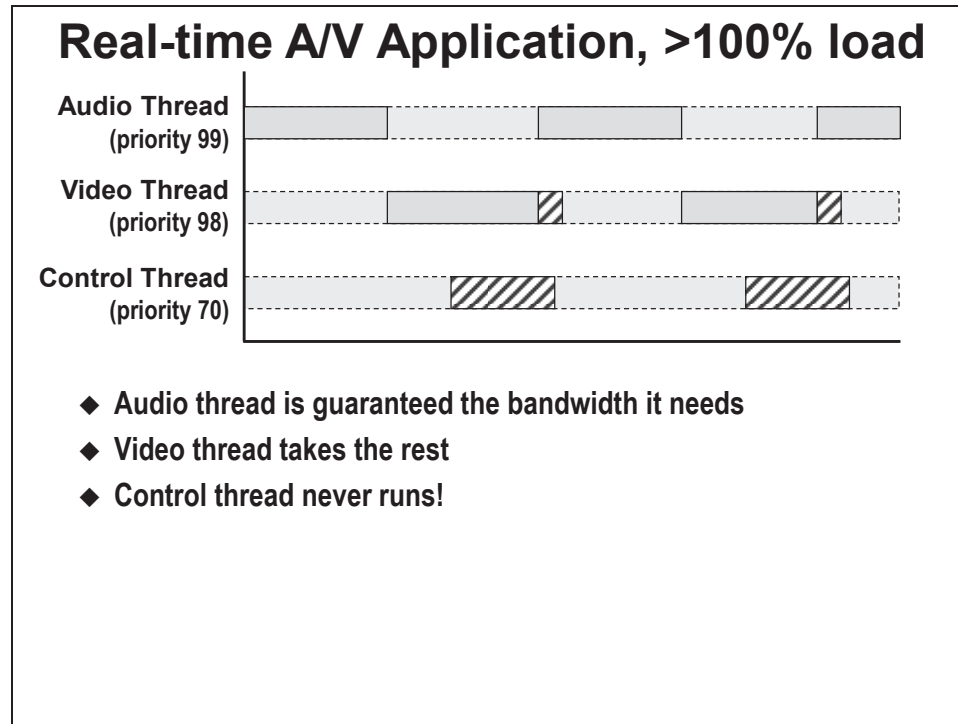 Real-time A/V Application, >100% load
Audio Thread
(priority 99)
Video Thread
(priority 98)
Control Thread
(priority 70)
◆ Audio thread is guaranteed the bandwidth it needs
◆ Video thread takes the rest
◆ Control thread never runs!